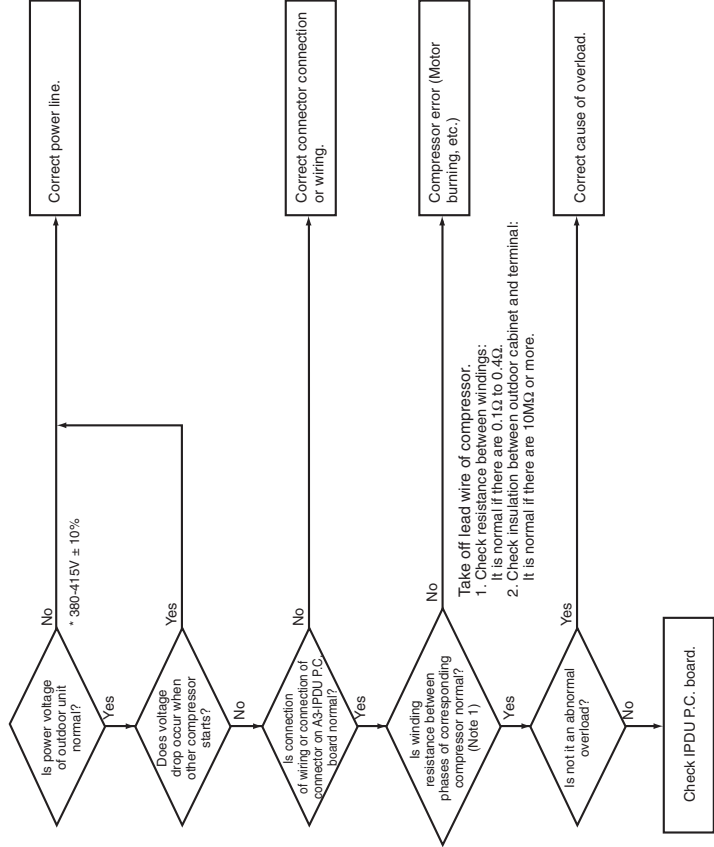 Is power voltage
of outdoor unit
normal?
No
* 380-415V ± 10%
Correct power line.
Yes
Does voltage
drop occur when
other compressor
starts?
Yes
No
Is connection
of wiring or connection of
connector on A3-IPDU P.C.
board normal?
No
Correct connector connection
or wiring.
Yes
Is winding
resistance between
phases of corresponding
compressor normal?
(Note 1)
No
Compressor error (Motor
burning, etc.)
Take off lead wire of compressor.
1. Check resistance between windings:
It is normal if there are 0.1Ω to 0.4Ω.
2. Check insulation between outdoor cabinet and terminal:
It is normal if there are 10MΩ or more.
Yes
Is not it an abnormal
overload?
Yes
Correct cause of overload.
No
Check IPDU P.C. board.